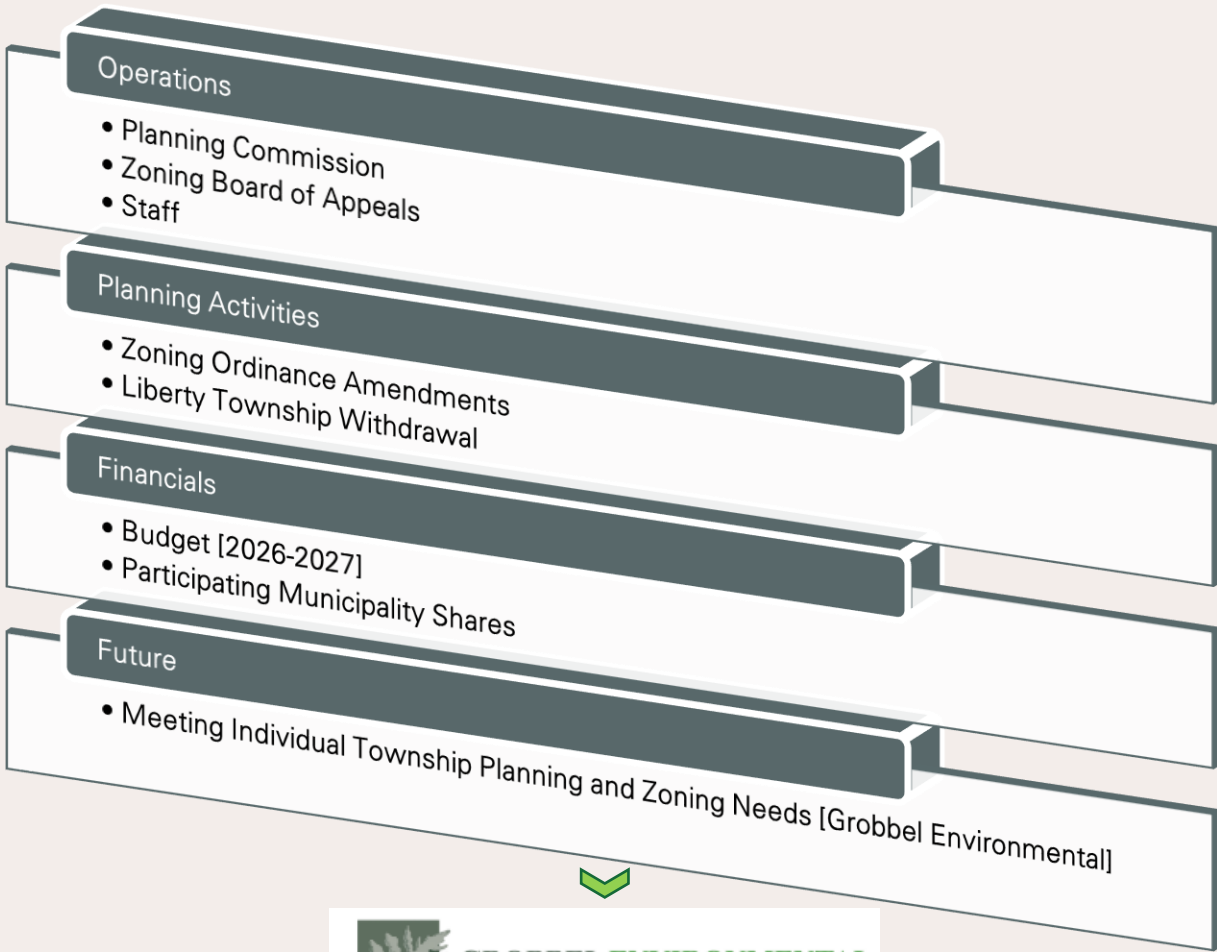 Operations
• Planning Commission
• Zoning Board of Appeals
• Staff
Planning Activities
• Zoning Ordinance Amendments
• Liberty Township Withdrawal
Financials
• Budget [2026-2027]
• Participating Municipality Shares
Future
• Meeting Individual Township Planning and Zoning Needs [Grobbel Environmental]